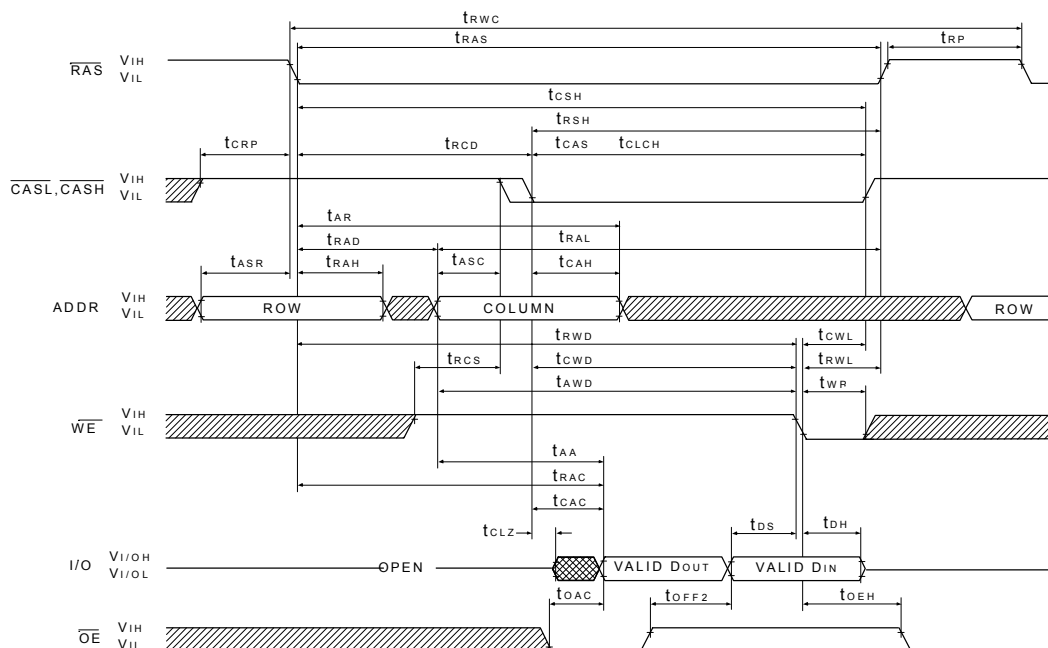 tRWC
tRAS
tRP
RAS
VIH
VIL
tCSH
tRSH
tCRP
tRCD
tCAS
tCLCH
CASL,CASH
VIH
VIL
tAR
tRAD
tRAL
tASR
tRAH
tASC
tCAH
ADDR
VIH
VIL
ROW
COLUMN
ROW
tRWD
tCWL
tRCS
tCWD
tRWL
tAWD
tWP
WE
VIH
VIL
tAA
tRAC
tCAC
tCLZ
tDS
tDH
I/O
VI/OH
VI/OL
OPEN
VALID DOUT
VALID DIN
tOAC
tOFF2
tOEH
OE
VIH
VIL